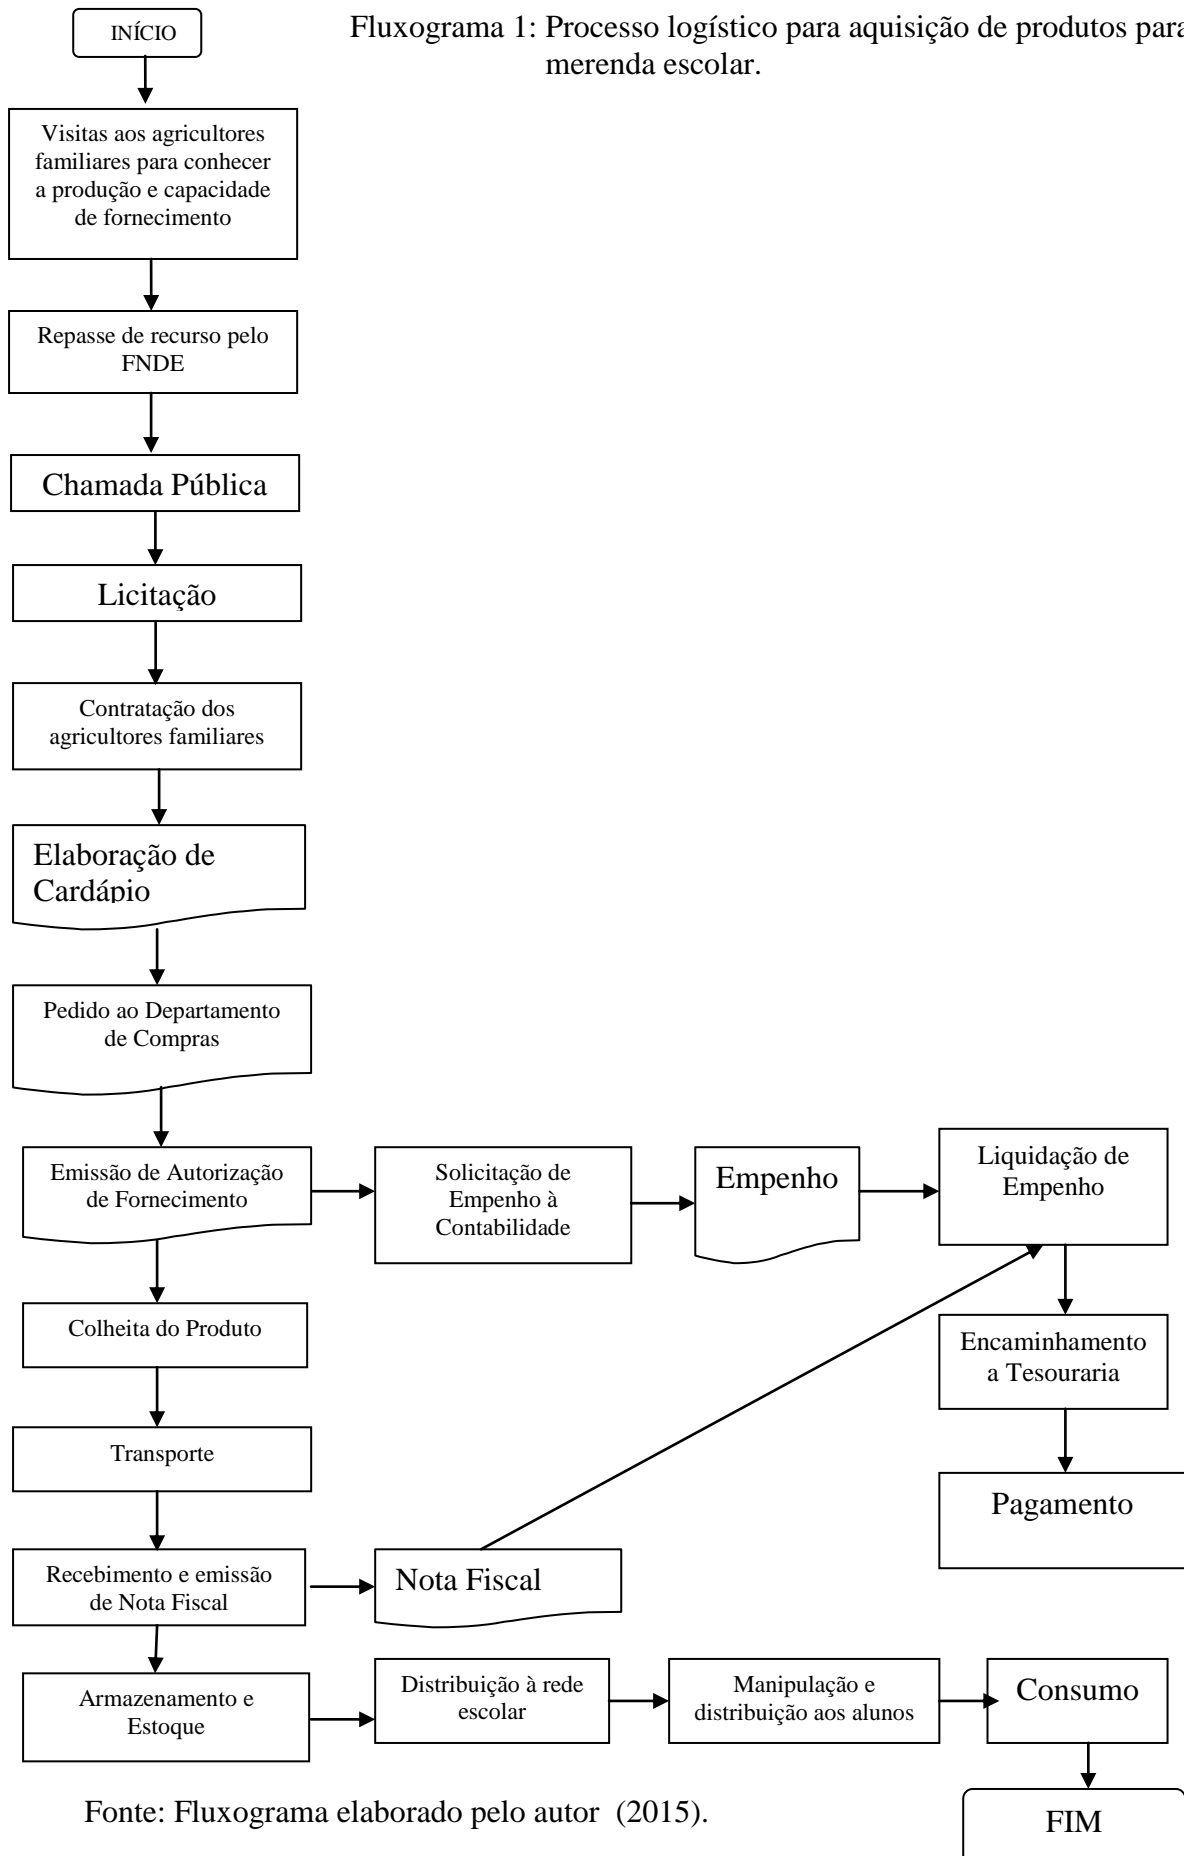 INÍCIO
Fluxograma 1: Processo logístico para aquisição de produtos para
merenda escolar.
Visitas aos agricultores
familiares para conhecer
a produção e capacidade
de fornecimento
Repasse de recurso pelo
FNDE
Chamada Pública
Licitação
Contratação dos
agricultores familiares
Elaboração de
Cardápio
Pedido ao Departamento
de Compras
Emissão de Autorização
de Fornecimento
Solicitação de
Empenho à
Contabilidade
Empenho
Liquidação de
Empenho
Colheita do Produto
Encaminhamento
a Tesouraria
Transporte
Pagamento
Recebimento e emissão
de Nota Fiscal
Nota Fiscal
Armazenamento e
Estoque
Distribuição à rede
escolar
Manipulação e
distribuição aos alunos
Consumo
Fonte: Fluxograma elaborado pelo autor (2015).
FIM